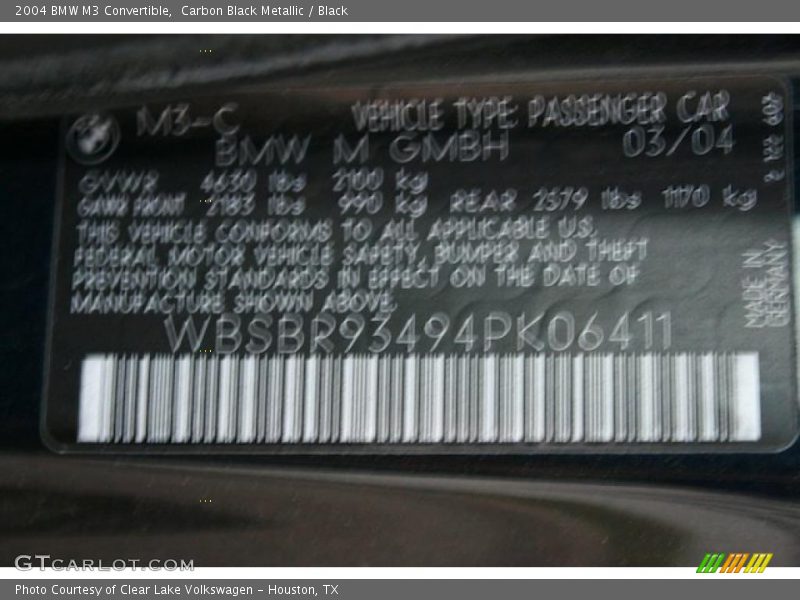 2004 BMW M3 Convertible, Carbon Black Metallic / Black
M3-C VEHICLE TYPE: PASSENGER CAR
BMW M GMBH 03/04
GVWR 4630 lbs 2100 kg
GAWR FRONT 2183 lbs 990 kg REAR 2579 lbs 1170 kg
THIS VEHICLE CONFORMS TO ALL APPLICABLE U.S.
FEDERAL MOTOR VEHICLE SAFETY, BUMPER AND THEFT
PREVENTION STANDARDS IN EFFECT ON THE DATE OF
MANUFACTURE SHOWN ABOVE.
WBSBR93494PK06411
MADE IN
GERMANY
GTCARLOT.COM
Photo Courtesy of Clear Lake Volkswagen - Houston, TX